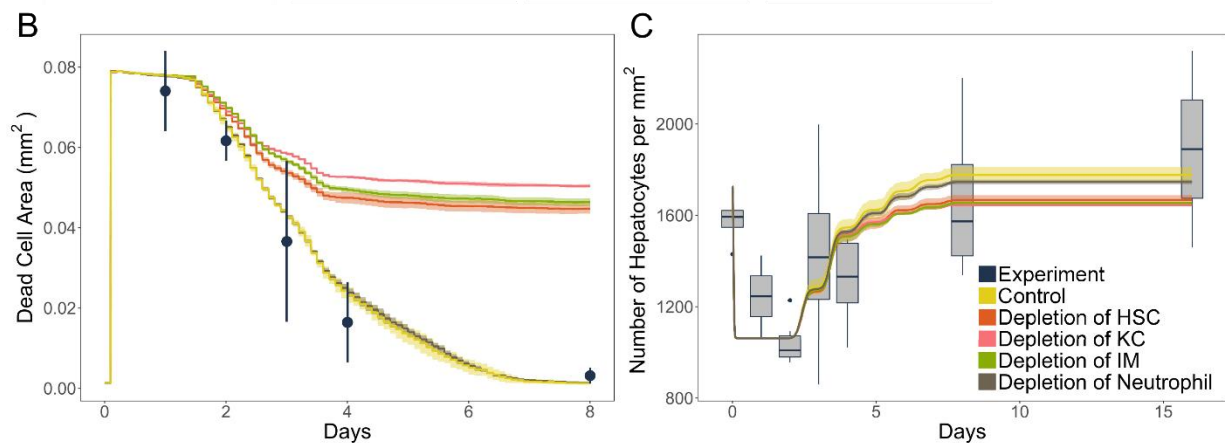 B
Dead Cell Area (mm²)
0.08
0.06
0.04
0.02
0.00
0
2
4
6
8
Days
C
Number of Hepatocytes per mm²
2000
1600
1200
800
0
5
10
15
Days
Experiment
Control
Depletion of HSC
Depletion of KC
Depletion of IM
Depletion of Neutrophil